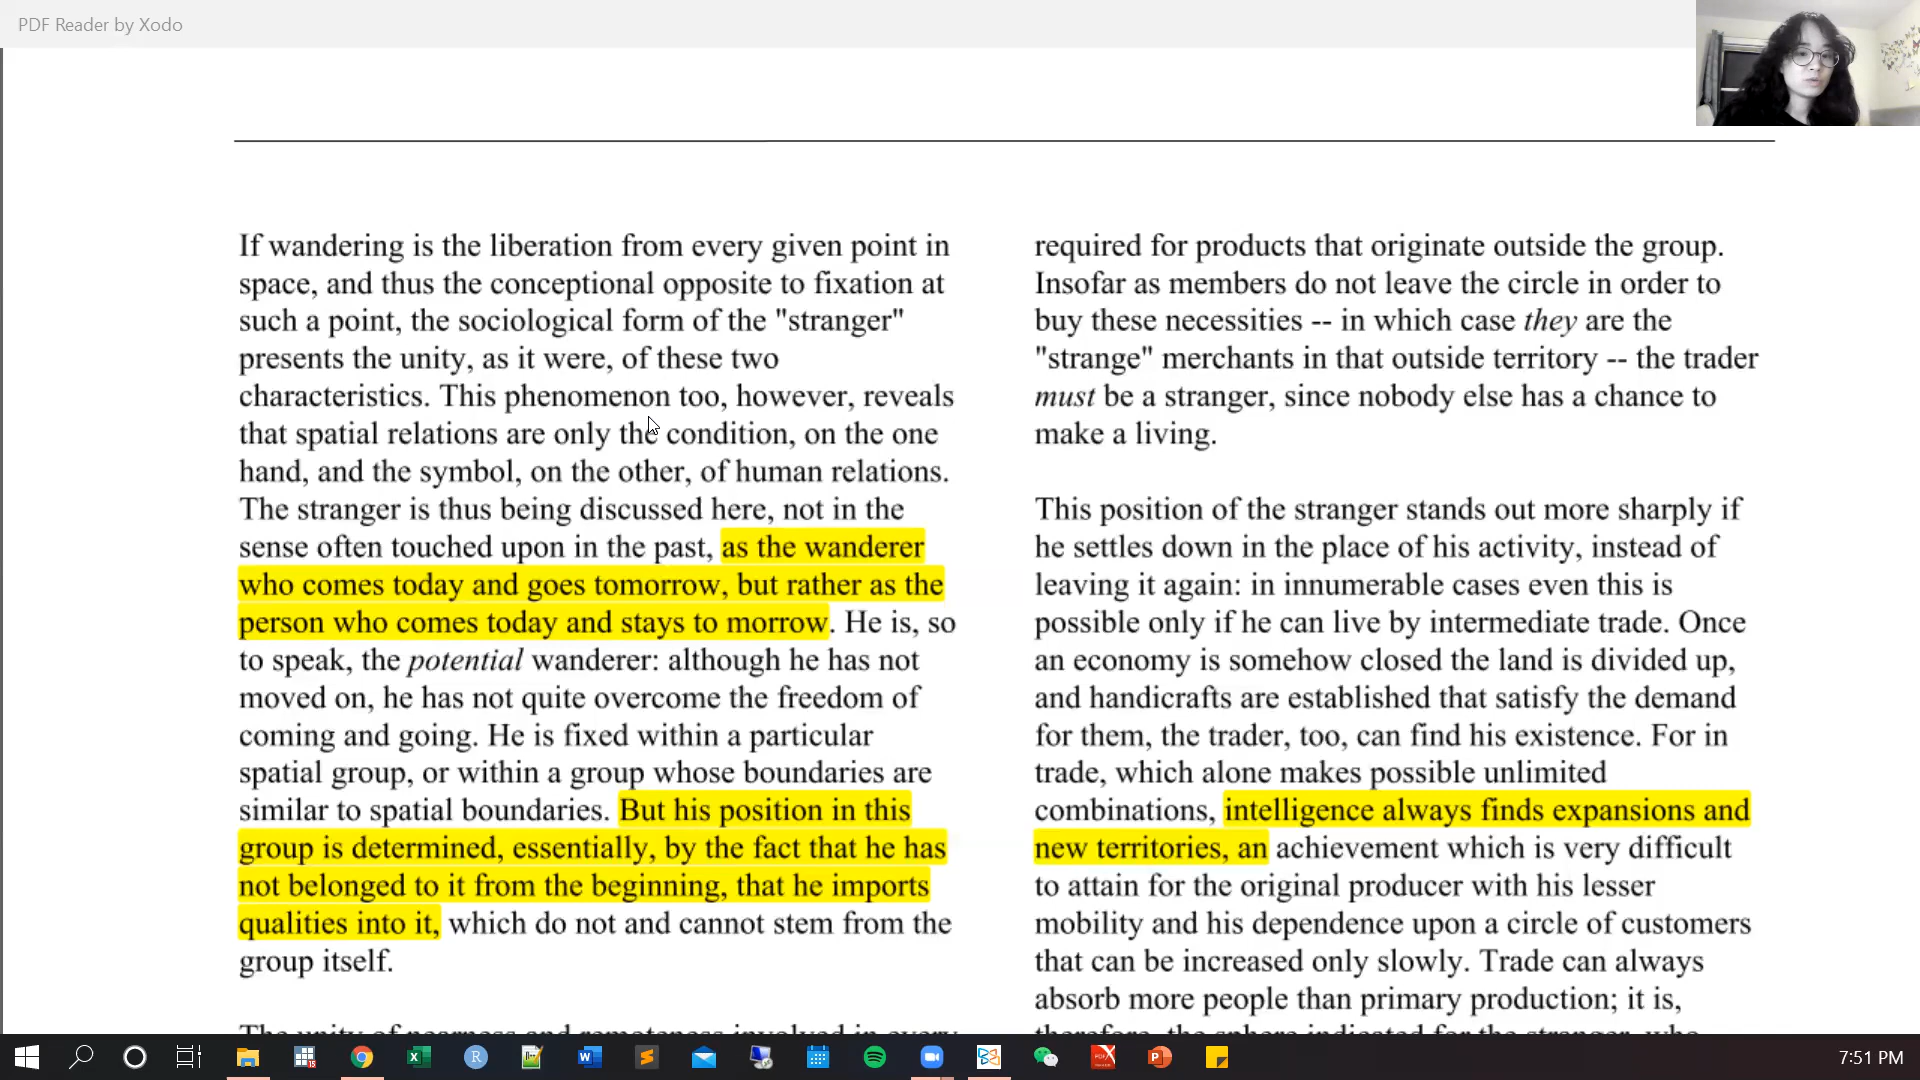 PDF Reader by Xodo
If wandering is the liberation from every given point in
space, and thus the conceptional opposite to fixation at
such a point, the sociological form of the "stranger"
presents the unity, as it were, of these two
characteristics. This phenomenon too, however, reveals
that spatial relations are only the condition, on the one
hand, and the symbol, on the other, of human relations.
The stranger is thus being discussed here, not in the
sense often touched upon in the past, as the wanderer
who comes today and goes tomorrow, but rather as the
person who comes today and stays to morrow. He is, so
to speak, the potential wanderer: although he has not
moved on, he has not quite overcome the freedom of
coming and going. He is fixed within a particular
spatial group, or within a group whose boundaries are
similar to spatial boundaries. But his position in this
group is determined, essentially, by the fact that he has
not belonged to it from the beginning, that he imports
qualities into it, which do not and cannot stem from the
group itself.
The unity of nearness and remoteness involved in every
required for products that originate outside the group.
Insofar as members do not leave the circle in order to
buy these necessities -- in which case they are the
"strange" merchants in that outside territory -- the trader
must be a stranger, since nobody else has a chance to
make a living.
This position of the stranger stands out more sharply if
he settles down in the place of his activity, instead of
leaving it again: in innumerable cases even this is
possible only if he can live by intermediate trade. Once
an economy is somehow closed the land is divided up,
and handicrafts are established that satisfy the demand
for them, the trader, too, can find his existence. For in
trade, which alone makes possible unlimited
combinations, intelligence always finds expansions and
new territories, an achievement which is very difficult
to attain for the original producer with his lesser
mobility and his dependence upon a circle of customers
that can be increased only slowly. Trade can always
absorb more people than primary production; it is,
therefore, the sphere indicated for the stranger, who
7:51 PM